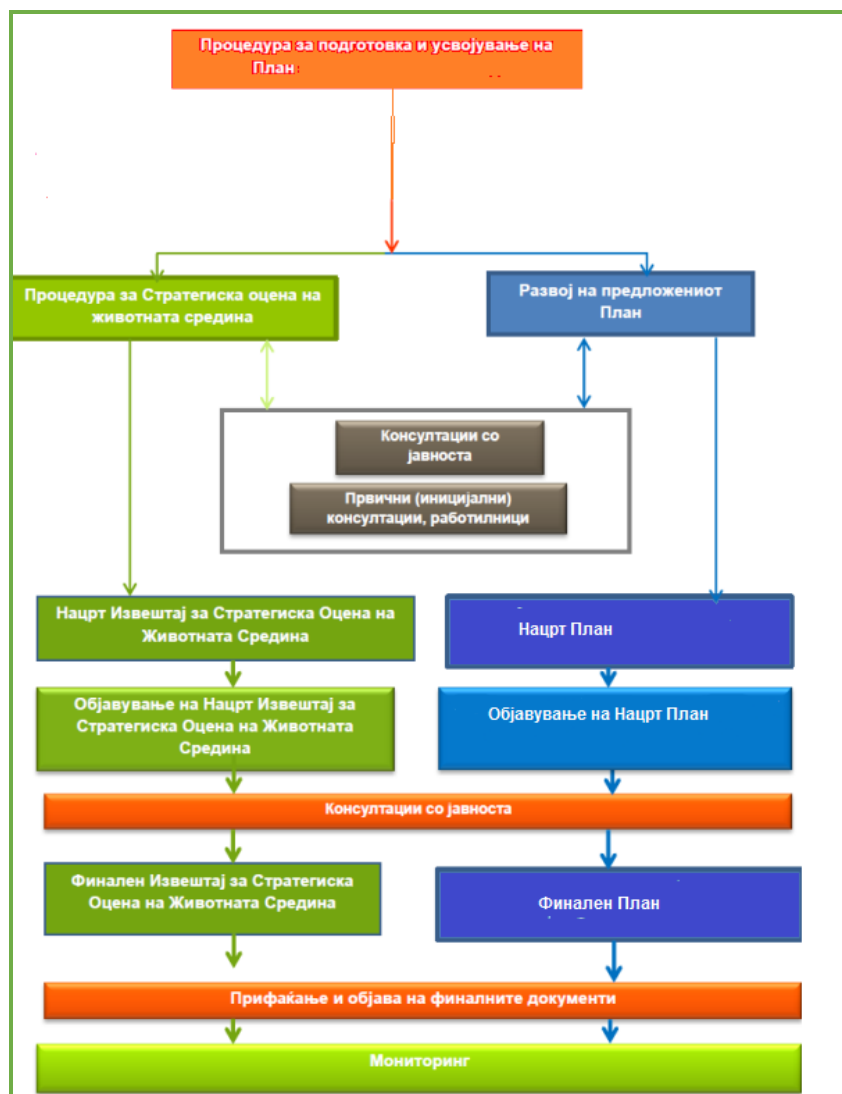 Процедура за подготовка и усвојување на
План
Процедура за Стратегиска оцена на
животната средина
Развој на предложениот
План
Консултации со
јавноста
Првични (иницијални)
консултации, работилници
Нацрт Извештај за Стратегиска Оцена на
Животната Средина
Нацрт План
Објавување на Нацрт Извештај за
Стратегиска Оцена на Животната
Средина
Објавување на Нацрт План
Консултации со јавноста
Финален Извештај за Стратегиска
Оцена на Животната Средина
Финален План
Прифаќање и објава на финалните документи
Мониторинг